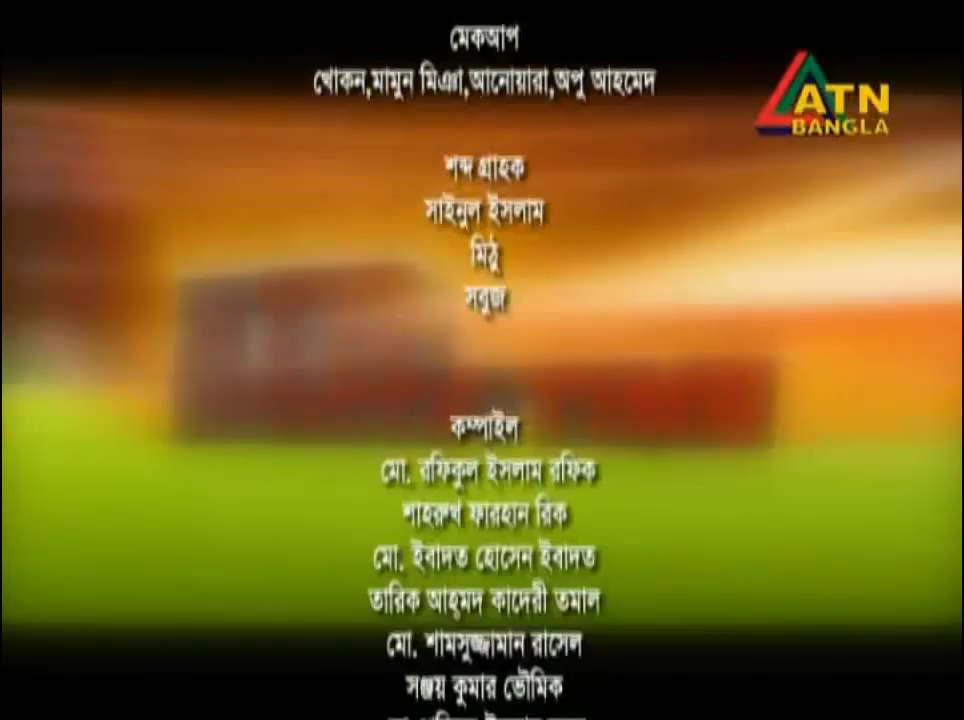 মেকআপ
খোকন,মামুন মিঞা,আনোয়ারা,অপু আহমেদ
ATN
BANGLA
শব্দ গ্রাহক
সাইনুল ইসলাম
মিঠু
সবুজ
কম্পাইল
মো. রফিকুল ইসলাম রফিক
শাহরুখ ফারহান রিক
মো. ইবাদত হোসেন ইবাদত
তারিক আহমদ কাদেরী তমাল
মো. শামসুজ্জামান রাসেল
সঞ্জয় কুমার ভৌমিক